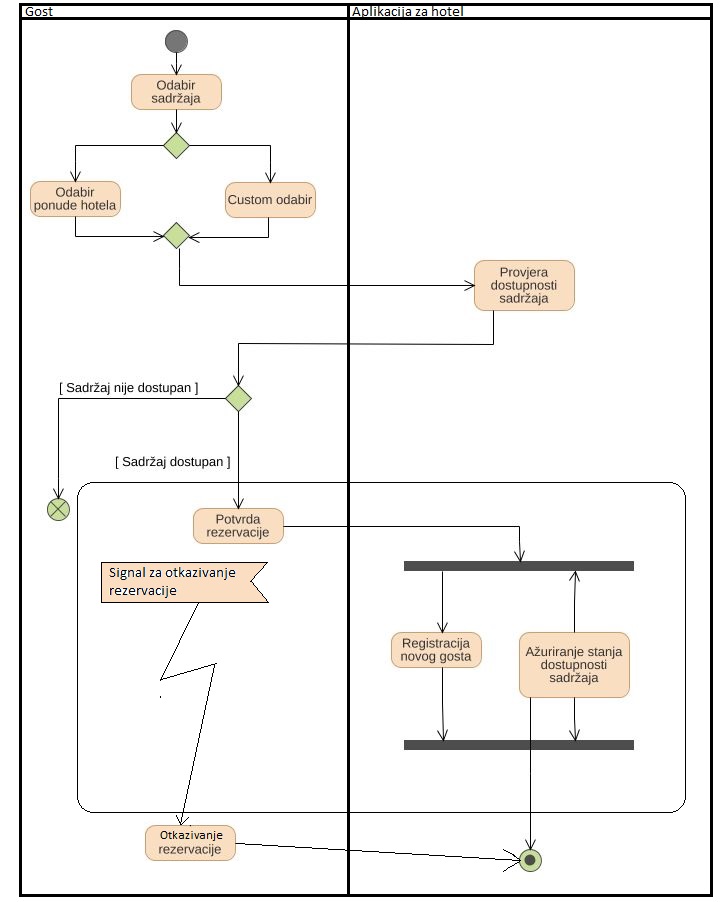 Gost
Aplikacija za hotel
Odabir
sadržaja
Odabir
ponude hotela
Custom odabir
Provjera
dostupnosti
sadržaja
[ Sadržaj nije dostupan ]
[ Sadržaj dostupan ]
Potvrda
rezervacije
Signal za otkazivanje
rezervacije
Registracija
novog gosta
Ažuriranje stanja
dostupnosti
sadržaja
Otkazivanje
rezervacije